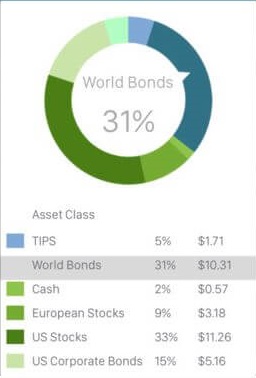 World Bonds
31%
Asset Class
TIPS 5% $1.71
World Bonds 31% $10.31
Cash 2% $0.57
European Stocks 9% $3.18
US Stocks 33% $11.26
US Corporate Bonds 15% $5.16